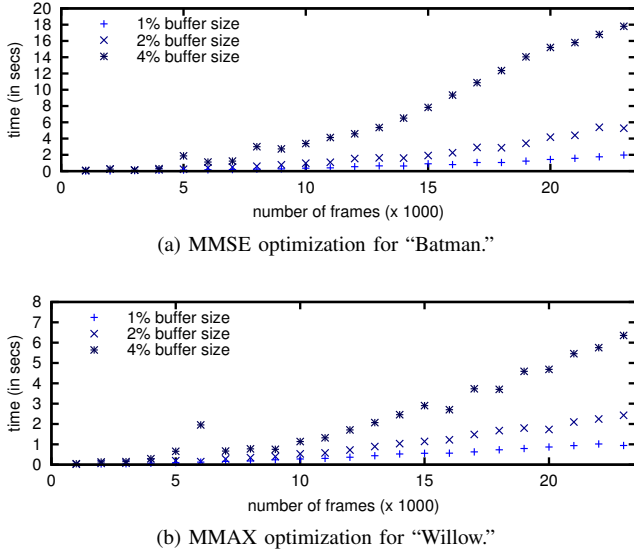 20
18
16
14
12
10
8
6
4
2
0
time (in secs)
1% buffer size
2% buffer size
4% buffer size
0 5 10 15 20
number of frames (x 1000)
(a) MMSE optimization for “Batman.”
8
7
6
5
4
3
2
1
0
time (in secs)
1% buffer size
2% buffer size
4% buffer size
0 5 10 15 20
number of frames (x 1000)
(b) MMAX optimization for “Willow.”